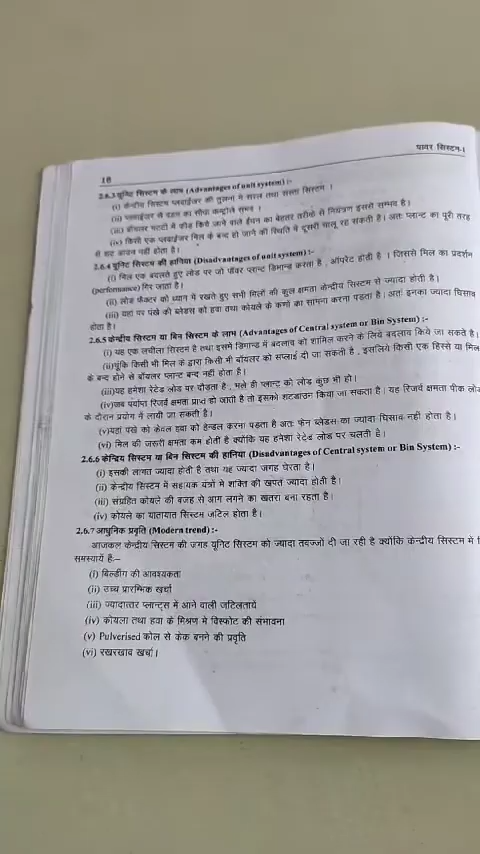 18
पावर सिस्टम-I
2.6.3 यूनिट सिस्टम के लाभ (Advantages of unit system) :-
(i) केन्द्रीय सिस्टम प्लवाईजर की तुलना में सरल तथा सस्ता सिस्टम ।
(ii) प्लवाईजर से दहन का सीधा कन्ट्रोल संभव ।
(iii) बॉयलर भटटी में फीड किये जाने वाले ईंधन का बेहतर तरीके से नियंत्रण इससे सम्भव है।
(iv) किसी एक प्लवाईजर मिल के बन्द हो जाने की स्थिति में दूसरी चालू रह सकती है। अतः प्लान्ट का पूरी तरह
से शट डाउन नहीं होता है।
2.6.4 यूनिट सिस्टम की हानियां (Disadvantages of unit system):-
(i) मिल एक बदलते हुए लोड पर जो पॉवर प्लान्ट डिमान्ड करता है , ऑपरेट होती है । जिससे मिल का प्रदर्शन
(performance) गिर जाता है।
(ii) लोड फैक्टर को ध्यान में रखते हुए सभी मिलों की कुल क्षमता केन्द्रीय सिस्टम से ज्यादा होती है।
(iii) यहां पर पंखे की ब्लेडस को हवा तथा कोयले के कणों का सामना करना पड़ता है। अतः इनका ज्यादा घिसाव
होता है।
2.6.5 केन्द्रीय सिस्टम या बिन सिस्टम के लाभ (Advantages of Central system or Bin System) :-
(i) यह एक लचीला सिस्टम है तथा इसमें डिमान्ड में बदलाव को शामिल करने के लिये बदलाव किये जा सकते है।
(ii)चूंकि किसी भी मिल के द्वारा किसी भी बॉयलर को सप्लाई दी जा सकती है , इसलिये किसी एक हिस्से या मिल
के बन्द होने से बॉयलर प्लान्ट बन्द नहीं होता है।
(iii)यह हमेशा रेटेड लोड पर दौड़ता है , भले ही प्लान्ट को लोड कुछ भी हो।
(iv)जब पर्याप्त रिजर्व क्षमता प्राप्त हो जाती है तो इसको शटडाउन किया जा सकता है। यह रिजर्व क्षमता पीक लोड
के दौरान प्रयोग में लायी जा सकती है।
(v)यहां पंखे को केवल हवा को हेन्डल करना पड़ता है अतः फेन ब्लेडस का ज्यादा घिसाव नहीं होता है।
(vi) मिल की जरुरी क्षमता कम होती है क्योंकि यह हमेशा रेटेड लोड पर चलती है।
2.6.6 केन्द्रिय सिस्टम या बिन सिस्टम की हानियां (Disadvantages of Central system or Bin System) :-
(i) इसकी लागत ज्यादा होती है तथा यह ज्यादा जगह घेरता है।
(ii) केन्द्रीय सिस्टम में सहायक यंत्रो में शक्ति की खपत ज्यादा होती है।
(iii) संग्रहित कोयले की वजह से आग लगने का खतरा बना रहता है।
(iv) कोयले का यातायात सिस्टम जटिल होता है।
2.6.7 आधुनिक प्रवृति (Modern trend) :-
आजकल केन्द्रीय सिस्टम की जगह यूनिट सिस्टम को ज्यादा तवज्जों दी जा रही है क्योंकि केन्द्रीय सिस्टम में
समस्यायें है:–
(i) बिल्डींग की आवश्यकता
(ii) उच्च प्रारम्भिक खर्चा
(iii) ज्यादात्तर प्लान्ट्स में आने वाली जटिलतायें
(iv) कोयला तथा हवा के मिश्रण में विस्फोट की संभावना
(v) Pulverised कोल से केक बनने की प्रवृति
(vi) रखरखाव खर्चा।